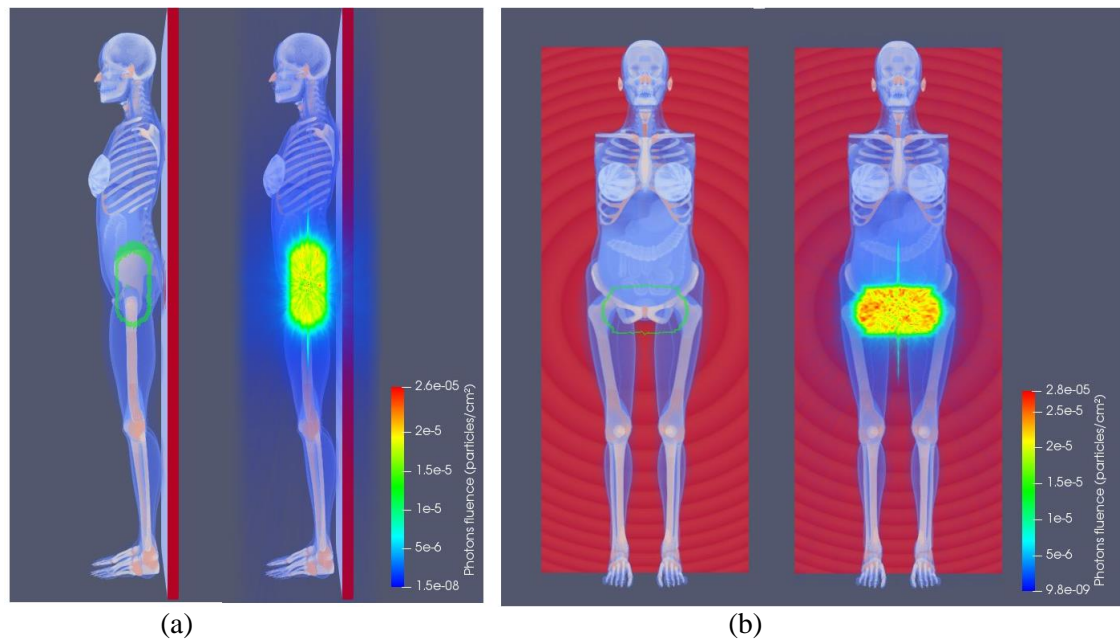 2.6e-05
2e-5
1.5e-5
1e-5
5e-6
1.5e-08
Photons fluence (particles/cm²)
2.8e-05
2.5e-5
2e-5
1.5e-5
1e-5
5e-6
9.8e-09
Photons fluence (particles/cm²)
(a)
(b)